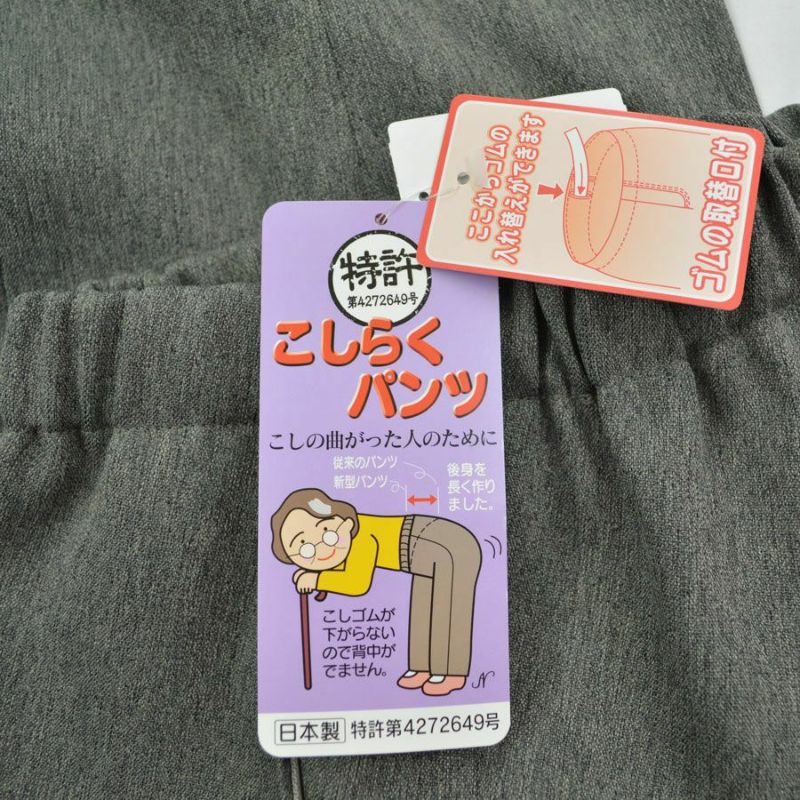 特許
第4272649号
こしらく
パンツ
こしの曲がった人のために
従来のパンツ
新型パンツ
後身を
長く作り
ました。
こしゴムが
下がらない
ので背中が
でません。
日本製 特許第4272649号
ここからゴムの
入れ替えができます
ゴムの取替口付